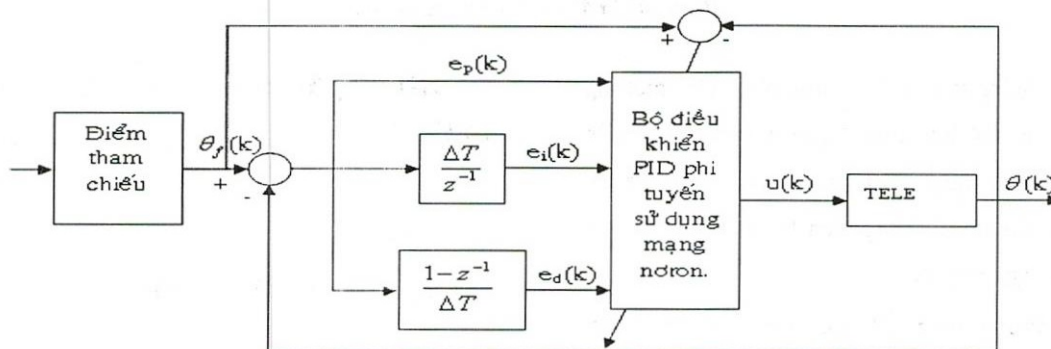 + -
e_p(k)
Điểm
tham
chiếu
θ_f(k)
+
-
ΔT
z^{-1}
e_i(k)
1-z^{-1}
ΔT
e_d(k)
Bộ điều
khiển
PID phi
tuyến
sử dụng
mạng
nơron.
u(k)
TELE
θ(k)